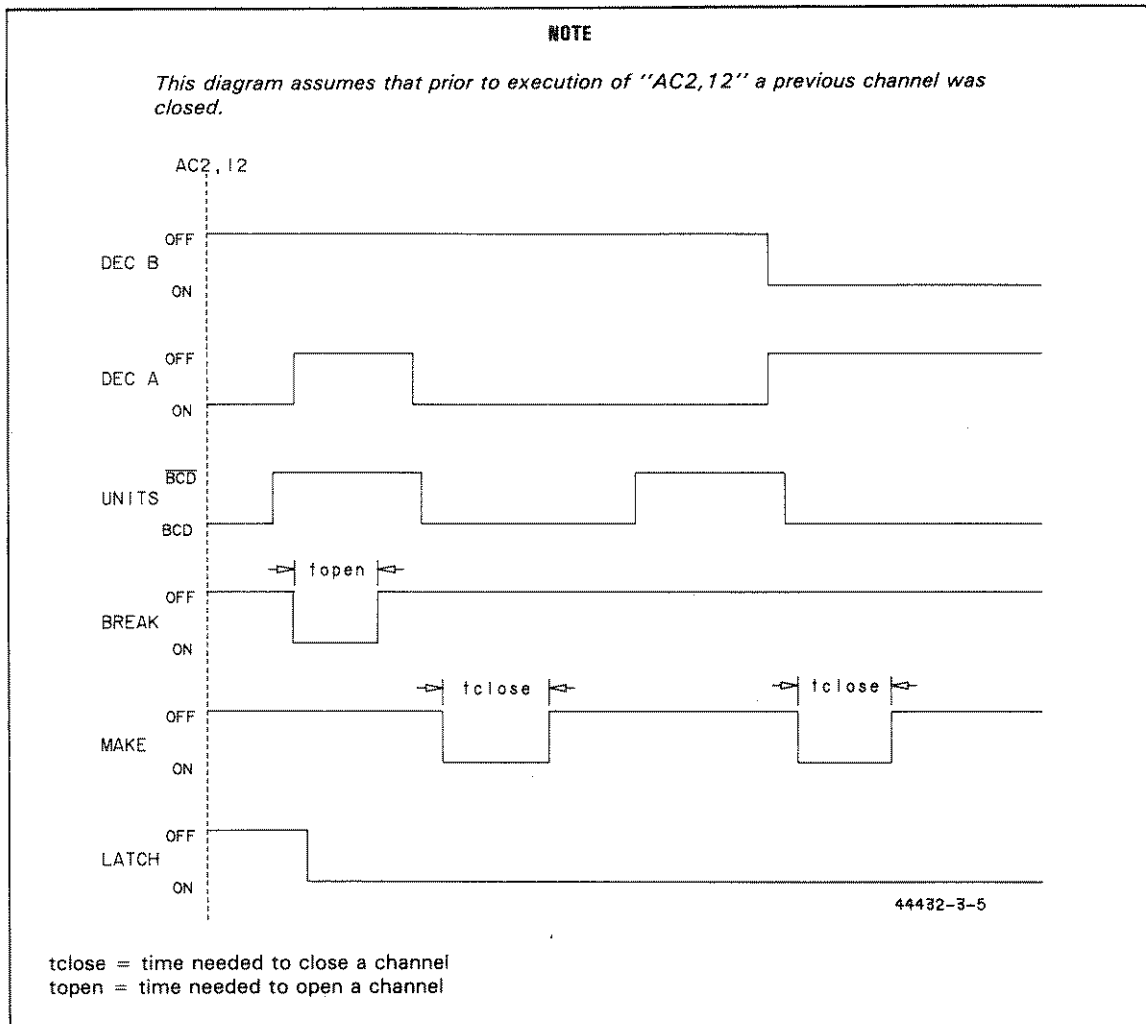 NOTE
This diagram assumes that prior to execution of ''AC2,12'' a previous channel was
closed.
AC2,12
OFF
DEC B
ON
OFF
DEC A
ON
B̅C̅D̅
UNITS
BCD
topen
OFF
BREAK
ON
tclose
tclose
OFF
MAKE
ON
OFF
LATCH
ON
44432-3-5
tclose = time needed to close a channel
topen = time needed to open a channel